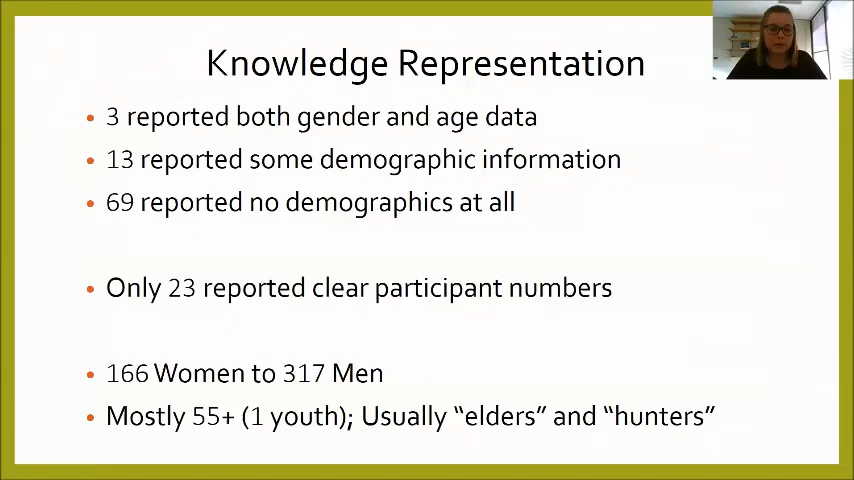 Knowledge Representation
• 3 reported both gender and age data
• 13 reported some demographic information
• 69 reported no demographics at all
• Only 23 reported clear participant numbers
• 166 Women to 317 Men
• Mostly 55+ (1 youth); Usually “elders” and “hunters”